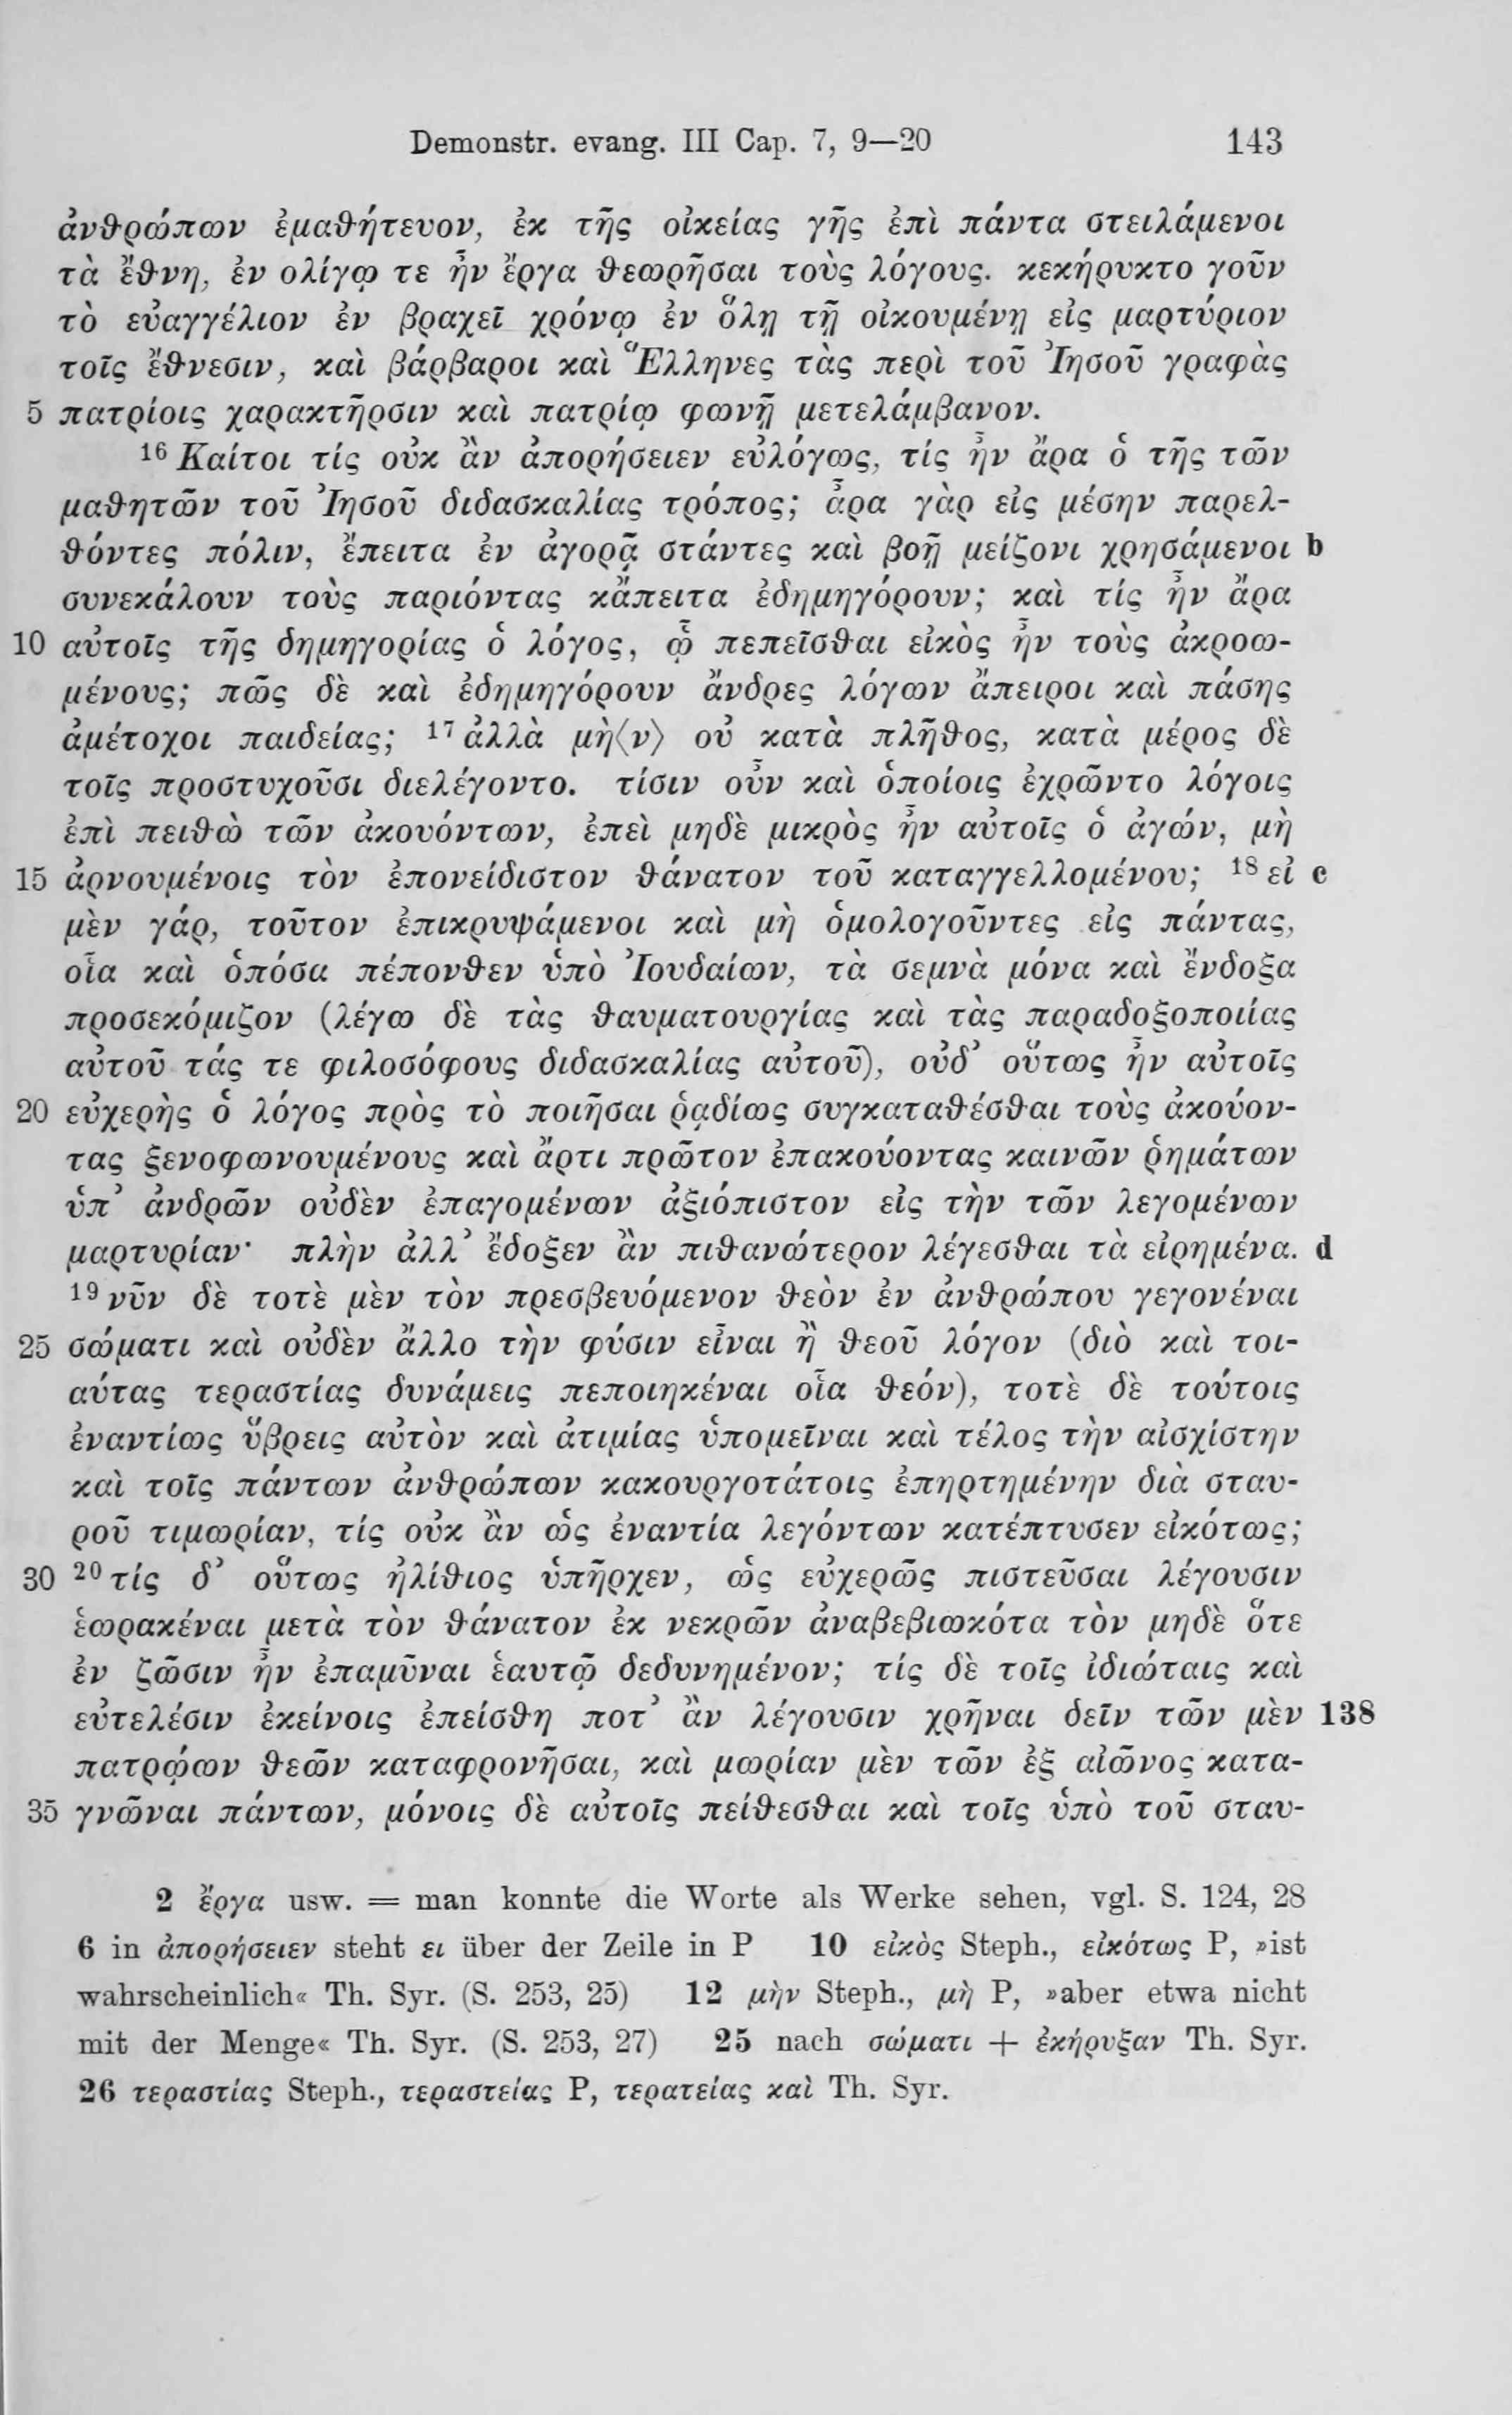 Demonstr. evang. III Cap. 7, 9—20 143
ἀνθρώπων ἐμαθήτευον, ἐκ τῆς οἰκείας γῆς ἐπὶ πάντα στειλάμενοι
τὰ ἔθνη, ἐν ολίγῳ τε ἦν ἔργα θεωρῆσαι τοὺς λόγους. κεκήρυκτο γοῦν
τὸ εὐαγγέλιον ἐν βραχεῖ χρόνῳ ἐν ὅλῃ τῇ οἰκουμένῃ εἰς μαρτύριον
τοῖς ἔθνεσιν, καὶ βάρβαροι καὶ Ἕλληνες τὰς περὶ τοῦ Ἰησοῦ γραφὰς
5 πατρίοις χαρακτῆρσιν καὶ πατρίῳ φωνῇ μετελάμβανον.
16 Καίτοι τίς οὐκ ἂν ἀπορήσειεν εὐλόγως, τίς ἦν ἄρα ὁ τῆς τῶν
μαθητῶν τοῦ Ἰησοῦ διδασκαλίας τρόπος; ἆρα γὰρ εἰς μέσην παρελ-
θόντες πόλιν, ἔπειτα ἐν ἀγορᾷ στάντες καὶ βοῇ μείζονι χρησάμενοι b
συνεκάλουν τοὺς παριόντας κἄπειτα ἐδημηγόρουν; καὶ τίς ἦν ἄρα
10 αὐτοῖς τῆς δημηγορίας ὁ λόγος, ᾧ πεπεῖσθαι εἰκὸς ἦν τοὺς ἀκροω-
μένους; πῶς δὲ καὶ ἐδημηγόρουν ἄνδρες λόγων ἄπειροι καὶ πάσης
ἀμέτοχοι παιδείας; 17 ἀλλὰ μὴ⟨ν⟩ οὐ κατὰ πλῆθος, κατὰ μέρος δὲ
τοῖς προστυχοῦσι διελέγοντο. τίσιν οὖν καὶ ὁποίοις ἐχρῶντο λόγοις
ἐπὶ πειθὼ τῶν ἀκουόντων, ἐπεὶ μηδὲ μικρὸς ἦν αὐτοῖς ὁ ἀγών, μὴ
15 ἀρνουμένοις τὸν ἐπονείδιστον θάνατον τοῦ καταγγελλομένου; 18 εἰ c
μὲν γάρ, τοῦτον ἐπικρυψάμενοι καὶ μὴ ὁμολογοῦντες εἰς πάντας,
οἷα καὶ ὁπόσα πέπονθεν ὑπὸ Ἰουδαίων, τὰ σεμνὰ μόνα καὶ ἔνδοξα
προσεκόμιζον (λέγω δὲ τὰς θαυματουργίας καὶ τὰς παραδοξοποιίας
αὐτοῦ τάς τε φιλοσόφους διδασκαλίας αὐτοῦ), οὐδ’ οὕτως ἦν αὐτοῖς
20 εὐχερὴς ὁ λόγος πρὸς τὸ ποιῆσαι ῥᾳδίως συγκαταθέσθαι τοὺς ἀκούον-
τας ξενοφωνουμένους καὶ ἄρτι πρῶτον ἐπακούοντας καινῶν ῥημάτων
ὑπ’ ἀνδρῶν οὐδὲν ἐπαγομένων ἀξιόπιστον εἰς τὴν τῶν λεγομένων
μαρτυρίαν· πλὴν ἀλλ’ ἔδοξεν ἂν πιθανώτερον λέγεσθαι τὰ εἰρημένα. d
19 νῦν δὲ τοτὲ μὲν τὸν πρεσβευόμενον θεὸν ἐν ἀνθρώπου γεγονέναι
25 σώματι καὶ οὐδὲν ἄλλο τὴν φύσιν εἶναι ἢ θεοῦ λόγον (διὸ καὶ τοι-
αύτας τεραστίας δυνάμεις πεποιηκέναι οἷα θεόν), τοτὲ δὲ τούτοις
ἐναντίως ὕβρεις αὐτὸν καὶ ἀτιμίας ὑπομεῖναι καὶ τέλος τὴν αἰσχίστην
καὶ τοῖς πάντων ἀνθρώπων κακουργοτάτοις ἐπηρτημένην διὰ σταυ-
ροῦ τιμωρίαν, τίς οὐκ ἂν ὡς ἐναντία λεγόντων κατέπτυσεν εἰκότως;
30 20 τίς δ’ οὕτως ἠλίθιος ὑπῆρχεν, ὡς εὐχερῶς πιστεῦσαι λέγουσιν
ἑωρακέναι μετὰ τὸν θάνατον ἐκ νεκρῶν ἀναβεβιωκότα τὸν μηδὲ ὅτε
ἐν ζῶσιν ἦν ἐπαμῦναι ἑαυτῷ δεδυνημένον; τίς δὲ τοῖς ἰδιώταις καὶ
εὐτελέσιν ἐκείνοις ἐπείσθη ποτ’ ἂν λέγουσιν χρῆναι δεῖν τῶν μὲν 138
πατρῴων θεῶν καταφρονῆσαι, καὶ μωρίαν μὲν τῶν ἐξ αἰῶνος κατα-
35 γνῶναι πάντων, μόνοις δὲ αὐτοῖς πείθεσθαι καὶ τοῖς ὑπὸ τοῦ σταυ-
2 ἔργα usw. = man konnte die Worte als Werke sehen, vgl. S. 124, 28
6 in ἀπορήσειεν steht ει über der Zeile in P 10 εἰκὸς Steph., εἰκότως P, »ist
wahrscheinlich« Th. Syr. (S. 253, 25) 12 μὴν Steph., μὴ P, »aber etwa nicht
mit der Menge« Th. Syr. (S. 253, 27) 25 nach σώματι + ἐκήρυξαν Th. Syr.
26 τεραστίας Steph., τεραστείας P, τερατείας καὶ Th. Syr.